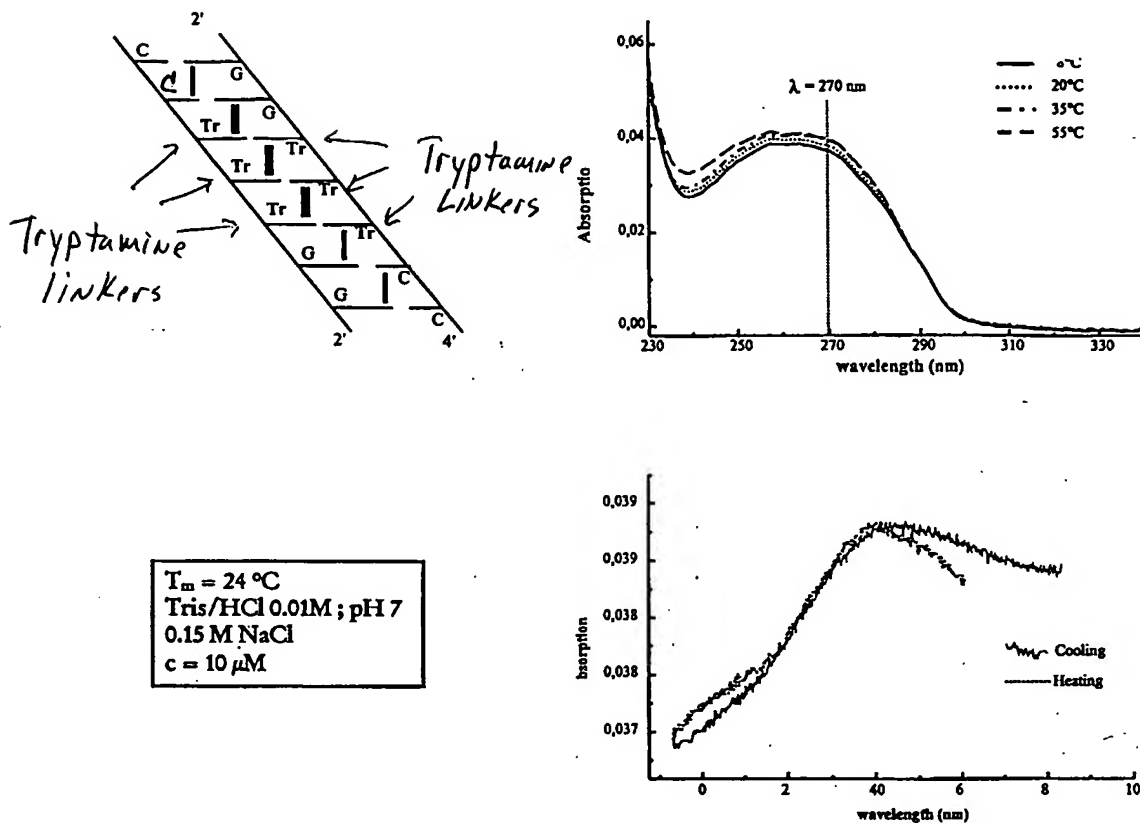 2'
C
G
C
G
Tr
Tr
Tr
Tr
Tr
Tr
G
C
G
C
2'
4'
Tryptamine
linkers
Tryptamine
Linkers
0,06
0,04
0,02
0,00
Absorptio
λ = 270 nm
°C
20°C
35°C
55°C
230
250
270
290
310
330
wavelength (nm)
T_m = 24 °C
Tris/HCl 0.01M ; pH 7
0.15 M NaCl
c = 10 µM
0,039
0,039
0,038
0,038
0,037
bsorption
Cooling
Heating
0
2
40
6
8
10
wavelength (nm)